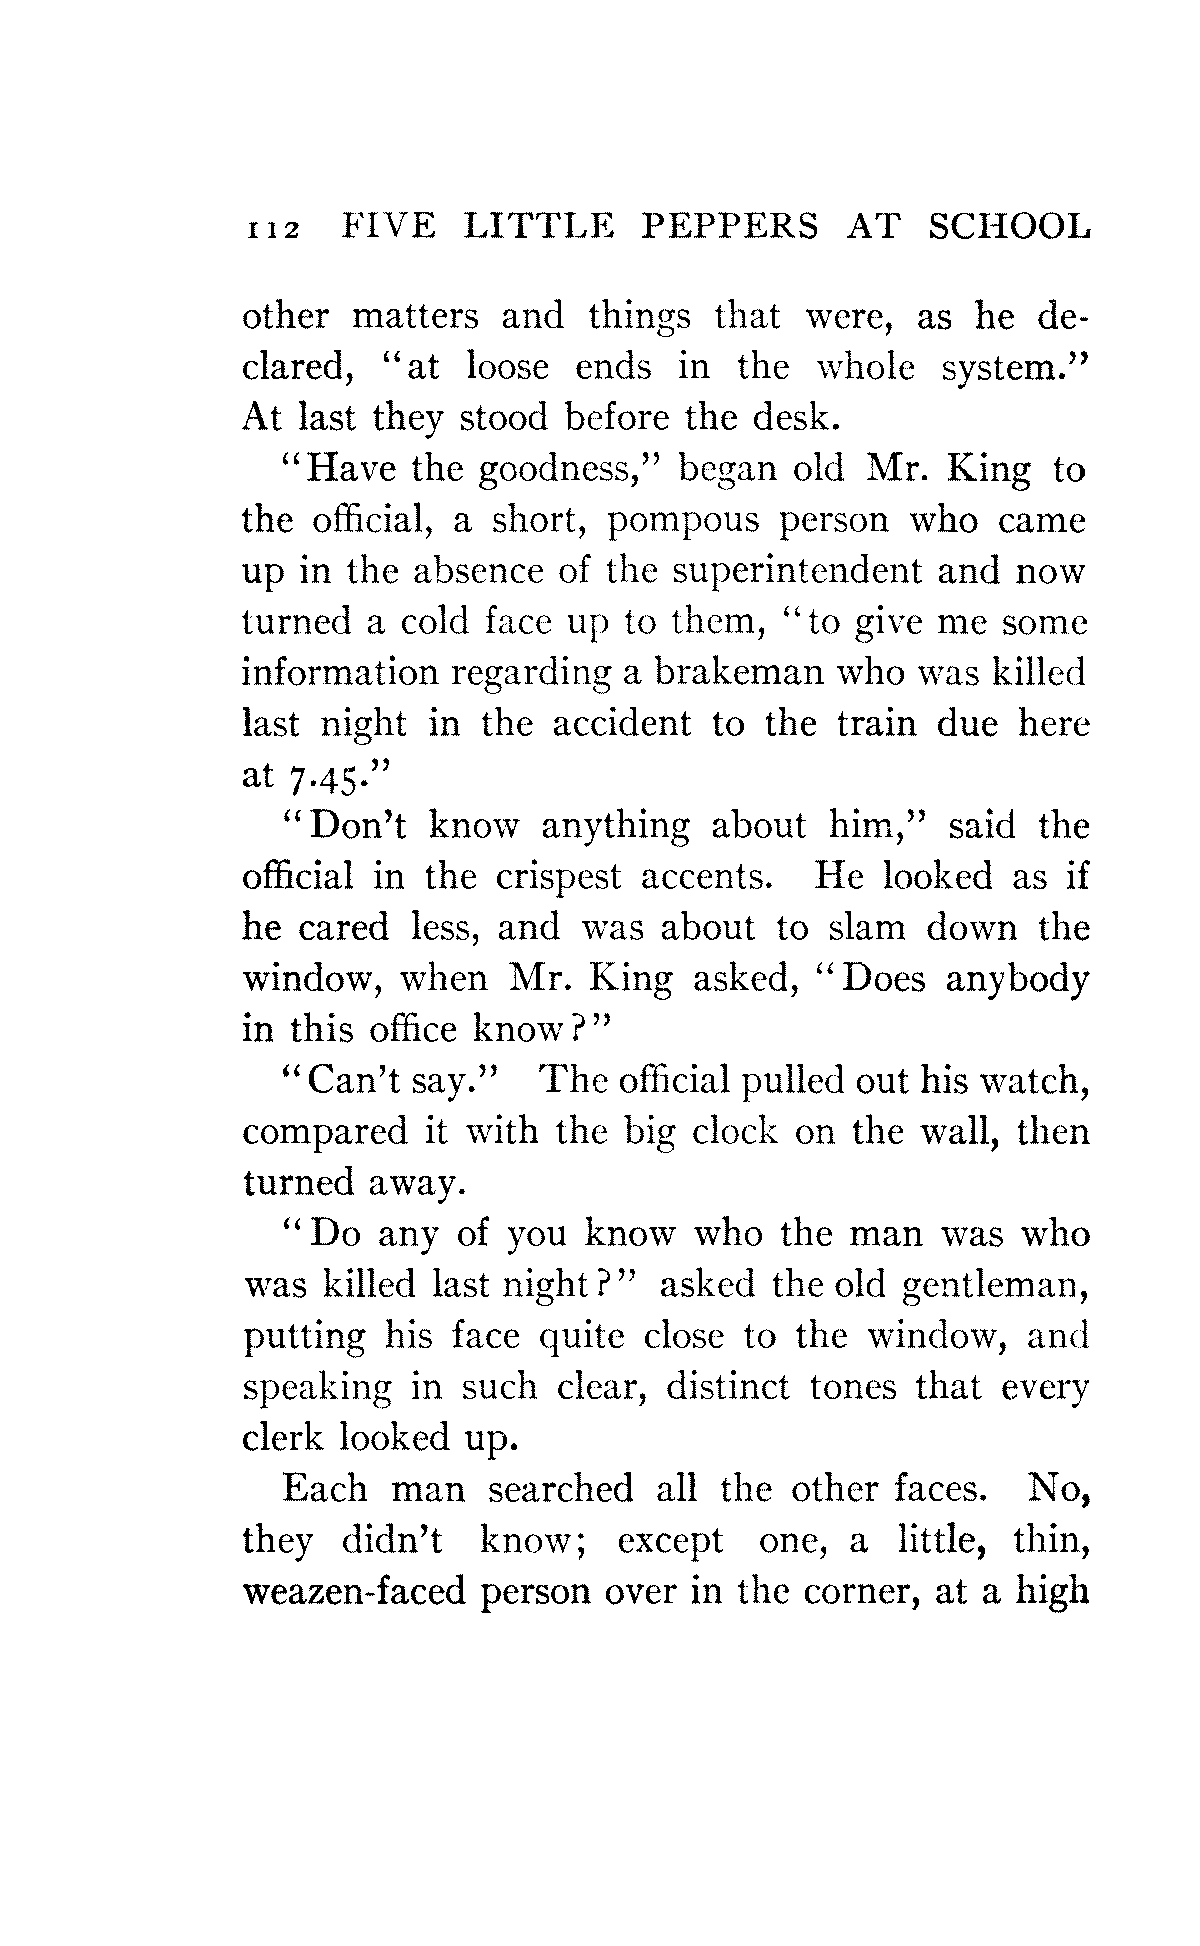 112 FIVE LITTLE PEPPERS AT SCHOOL
other matters and things that were, as he de-
clared, "at loose ends in the whole system."
At last they stood before the desk.
"Have the goodness," began old Mr. King to
the official, a short, pompous person who came
up in the absence of the superintendent and now
turned a cold face up to them, "to give me some
information regarding a brakeman who was killed
last night in the accident to the train due here
at 7.45."
"Don't know anything about him," said the
official in the crispest accents. He looked as if
he cared less, and was about to slam down the
window, when Mr. King asked, "Does anybody
in this office know?"
"Can't say." The official pulled out his watch,
compared it with the big clock on the wall, then
turned away.
"Do any of you know who the man was who
was killed last night?" asked the old gentleman,
putting his face quite close to the window, and
speaking in such clear, distinct tones that every
clerk looked up.
Each man searched all the other faces. No,
they didn't know; except one, a little, thin,
weazen-faced person over in the corner, at a high